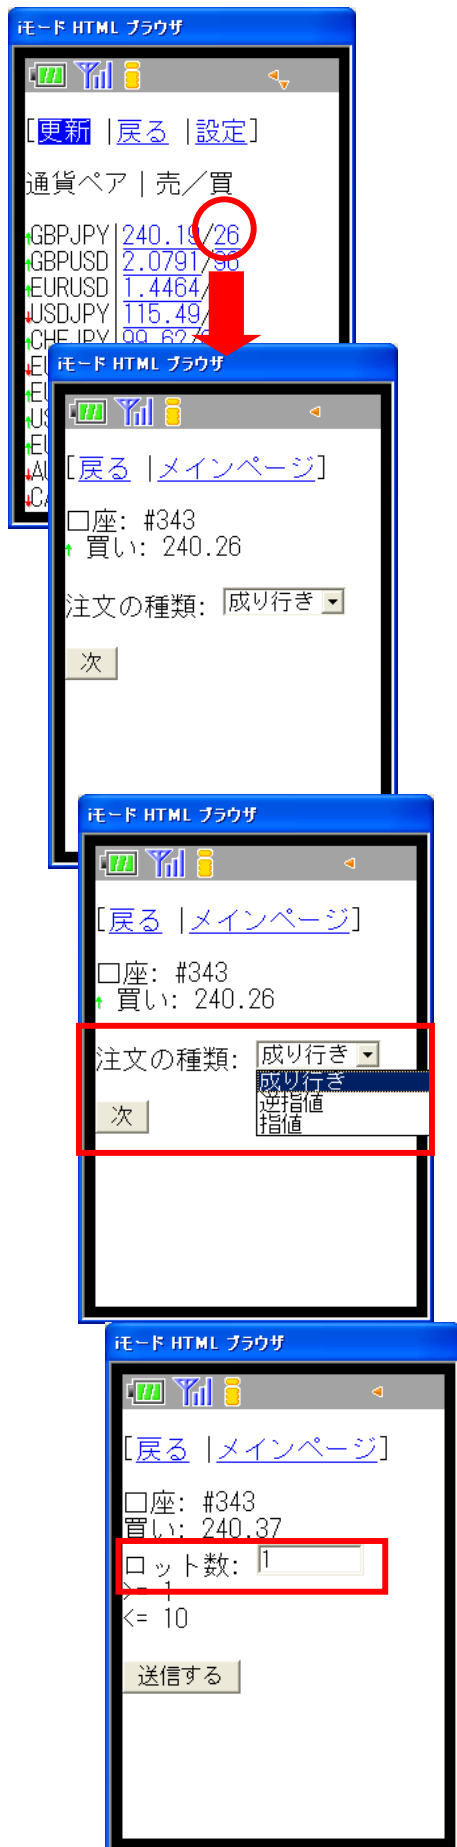 iモード HTML ブラウザ
[更新 |戻る |設定]
通貨ペア|売／買
GBPJPY|240.19/26
GBPUSD|2.0791/96
EURUSD|1.4464/
USDJPY|115.49/
CHFJPY|99.62/
iモード HTML ブラウザ
[戻る |メインページ]
口座: #343
買い: 240.26
注文の種類: 成り行き
次
iモード HTML ブラウザ
[戻る |メインページ]
口座: #343
買い: 240.26
注文の種類: 成り行き
成り行き
逆指値
指値
次
iモード HTML ブラウザ
[戻る |メインページ]
口座: #343
買い: 240.37
ロット数: 1
>= 1
<= 10
送信する